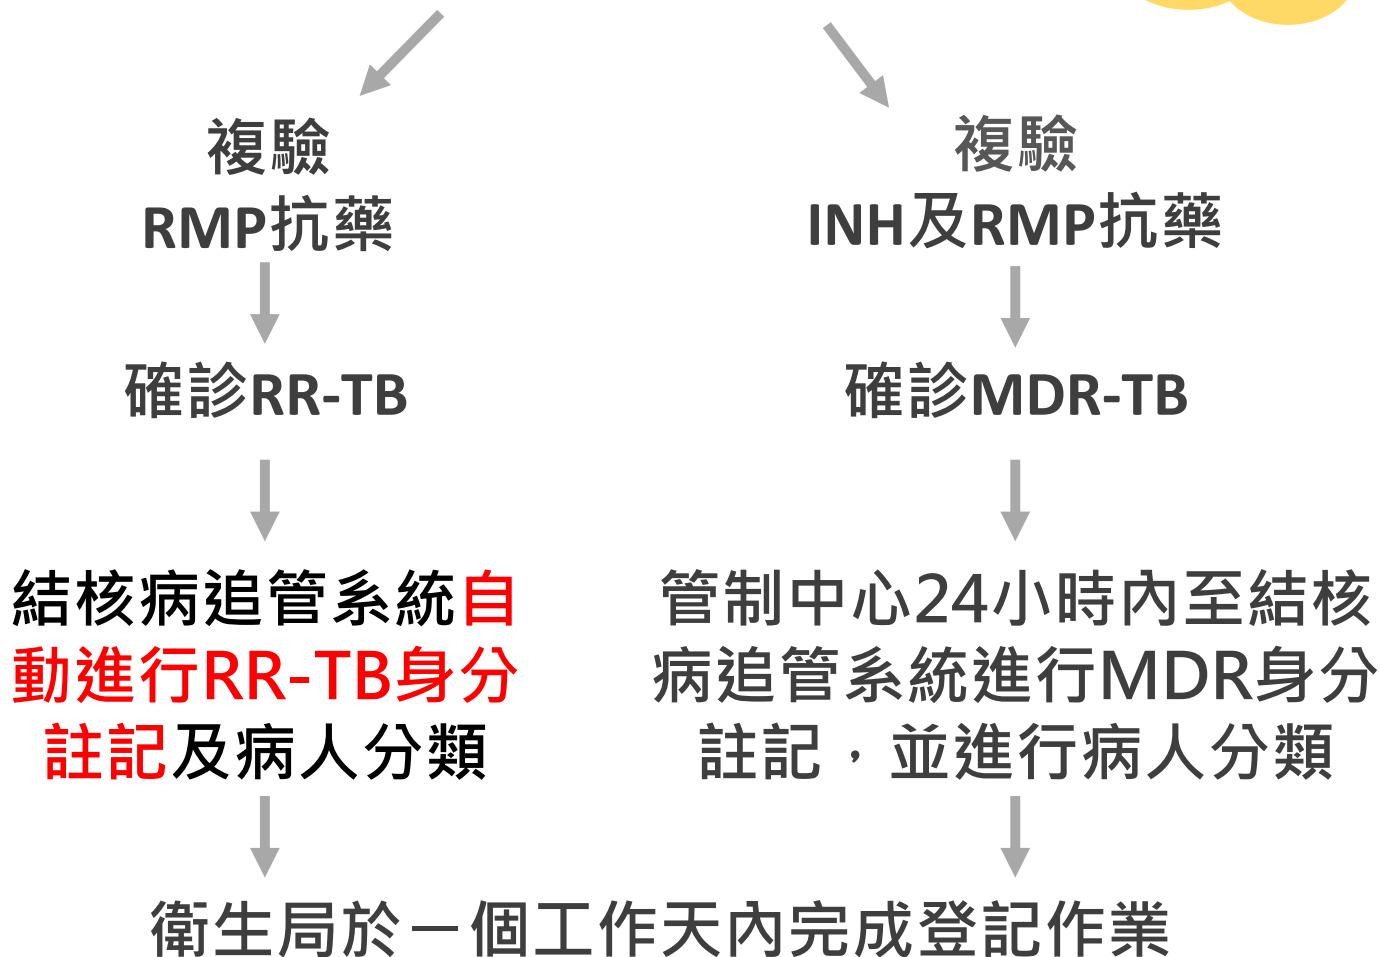 複驗
RMP抗藥
確診RR-TB
結核病追管系統自
動進行RR-TB身分
註記及病人分類
複驗
INH及RMP抗藥
確診MDR-TB
管制中心24小時內至結核
病追管系統進行MDR身分
註記，並進行病人分類
衛生局於一個工作天內完成登記作業